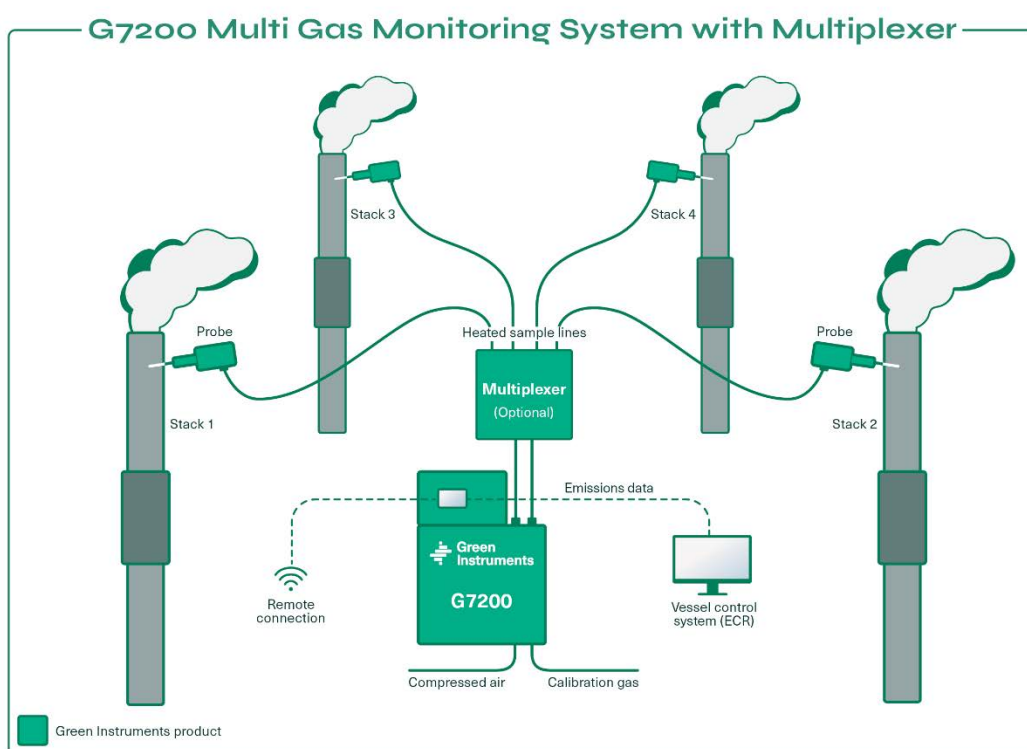 G7200 Multi Gas Monitoring System with Multiplexer
Stack 3
Stack 4
Probe
Heated sample lines
Probe
Multiplexer
(Optional)
Stack 1
Stack 2
Emissions data
Green
Instruments
G7200
Remote
connection
Vessel control
system (ECR)
Compressed air
Calibration gas
Green Instruments product